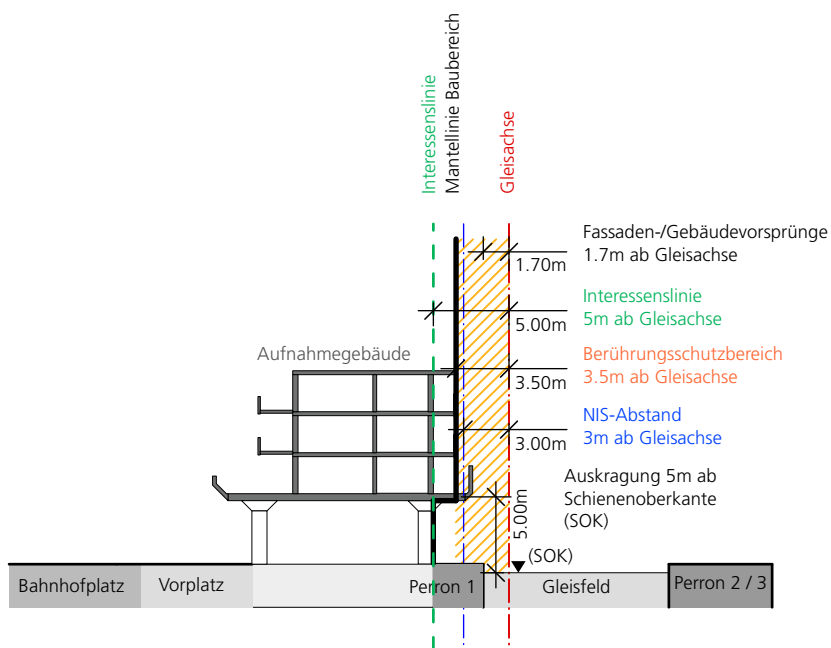 Interessenslinie
Mantellinie Baubereich
Gleisachse
Fassaden-/Gebäudevorsprünge
1.7m ab Gleisachse
1.70m
Interessenslinie
5m ab Gleisachse
5.00m
Aufnahmegebäude
Berührungsschutzbereich
3.5m ab Gleisachse
3.50m
NIS-Abstand
3m ab Gleisachse
3.00m
Auskragung 5m ab
Schienenoberkante
(SOK)
5.00m
(SOK)
Bahnhofplatz
Vorplatz
Perron 1
Gleisfeld
Perron 2 / 3